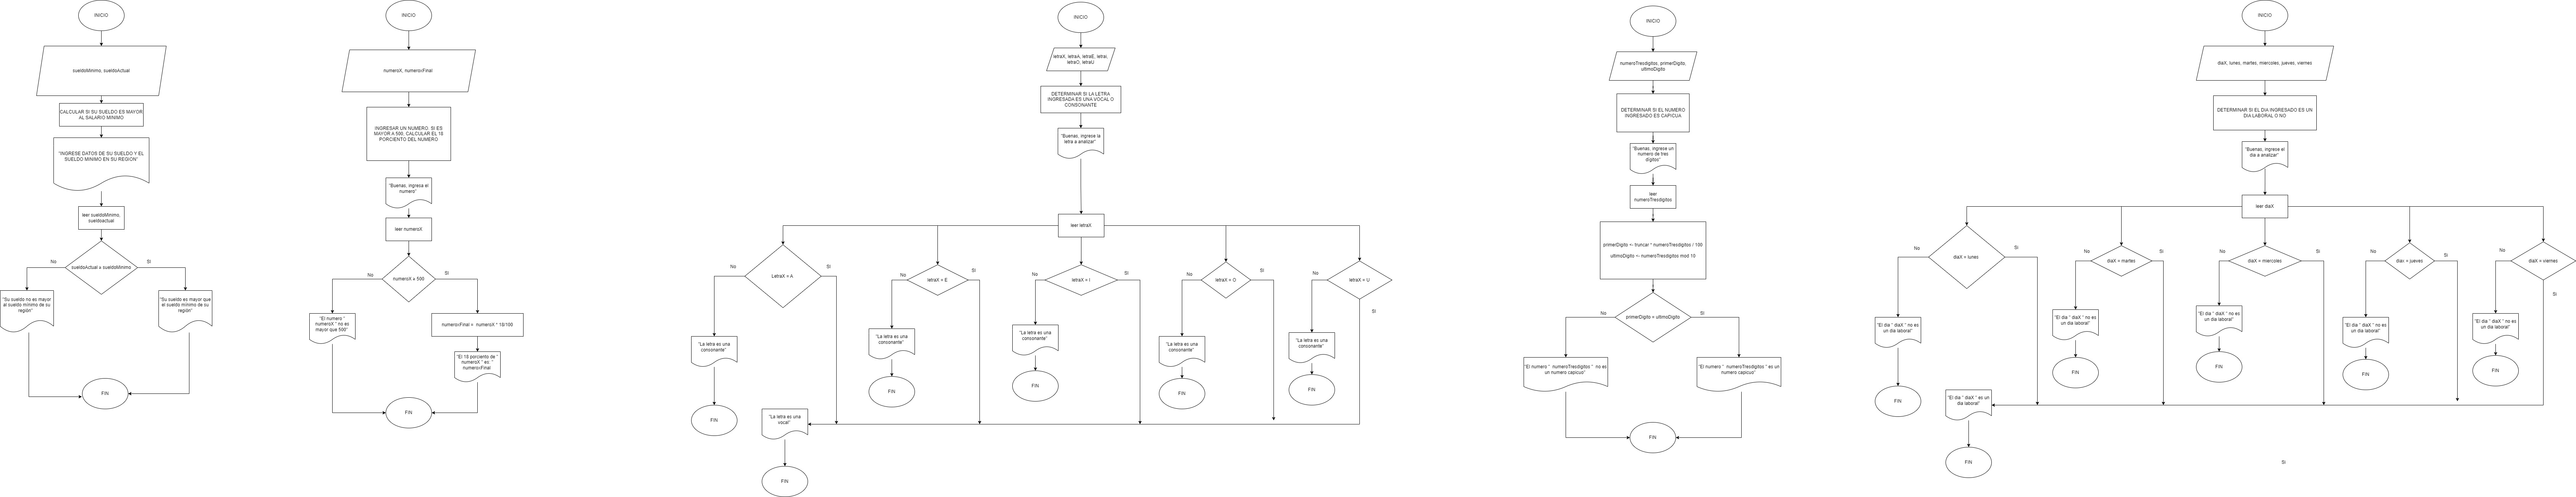 INICIO
sueldoMinimo, sueldoActual
CALCULAR SI SU SUELDO ES MAYOR
AL SALARIO MINIMO
"INGRESE DATOS DE SU SUELDO Y EL
SUELDO MINIMO EN SU REGION"
leer sueldoMinimo,
sueldoactual
sueldoActual ≥ sueldoMinimo
No
SI
"Su sueldo no es mayor
al sueldo mínimo de su
región"
"Su sueldo es mayor que
el sueldo mínimo de su
región"
FIN
INICIO
numeroX, numeroxFinal
INGRESAR UN NUMERO. SI ES
MAYOR A 500, CALCULAR EL 18
PORCIENTO DEL NUMERO
"Buenas, ingresa el
numero"
leer numeroX
numeroX ≥ 500
No
SI
"El numero "
numeroX " no es
mayor que 500"
numeroxFinal = numeroX * 18/100
"El 18 porciento de "
numeroX " es "
numeroxFinal
FIN
INICIO
letraX, letraA, letraE, letraI,
letraO, letraU
DETERMINAR SI LA LETRA
INGRESADA ES UNA VOCAL O
CONSONANTE
"Buenas, ingrese la
letra a analizar"
leer letraX
LetraX = A
No
SI
"La letra es una
consonante"
FIN
letraX = E
No
SI
"La letra es una
consonante"
FIN
letraX = I
No
SI
"La letra es una
consonante"
FIN
letraX = O
No
SI
"La letra es una
consonante"
FIN
letraX = U
No
SI
"La letra es una
consonante"
FIN
"La letra es una
vocal"
FIN
INICIO
numeroTresdigitos, primerDigito,
ultimoDigito
DETERMINAR SI EL NUMERO
INGRESADO ES CAPICUA
"Buenas, ingrese un
numero de tres
digitos"
leer
numeroTresdigitos
primerDigito <- truncar * numeroTresdigitos / 100
ultimoDigito <- numeroTresdigitos mod 10
primerDigito = ultimoDigito
No
SI
"El numero " numeroTresdigitos " no es
un numero capicuo"
"El numero " numeroTresdigitos " es un
numero capicuo"
FIN
INICIO
diaX, lunes, martes, miercoles, jueves, viernes
DETERMINAR SI EL DIA INGRESADO ES UN
DIA LABORAL O NO
"Buenas, ingrese el
dia a analizar"
leer diaX
diaX = lunes
No
Si
"El dia " diaX " no es
un dia laboral"
FIN
diaX = martes
No
Si
"El dia " diaX " no es
un dia laboral"
FIN
diaX = miercoles
No
Si
"El dia " diaX " no es
un dia laboral"
FIN
diax = jueves
No
SI
"El dia " diaX " no es
un dia laboral"
FIN
diaX = viernes
No
Si
"El dia " diaX " no es
un dia laboral"
FIN
"El dia " diaX " es un
dia laboral"
FIN
Si